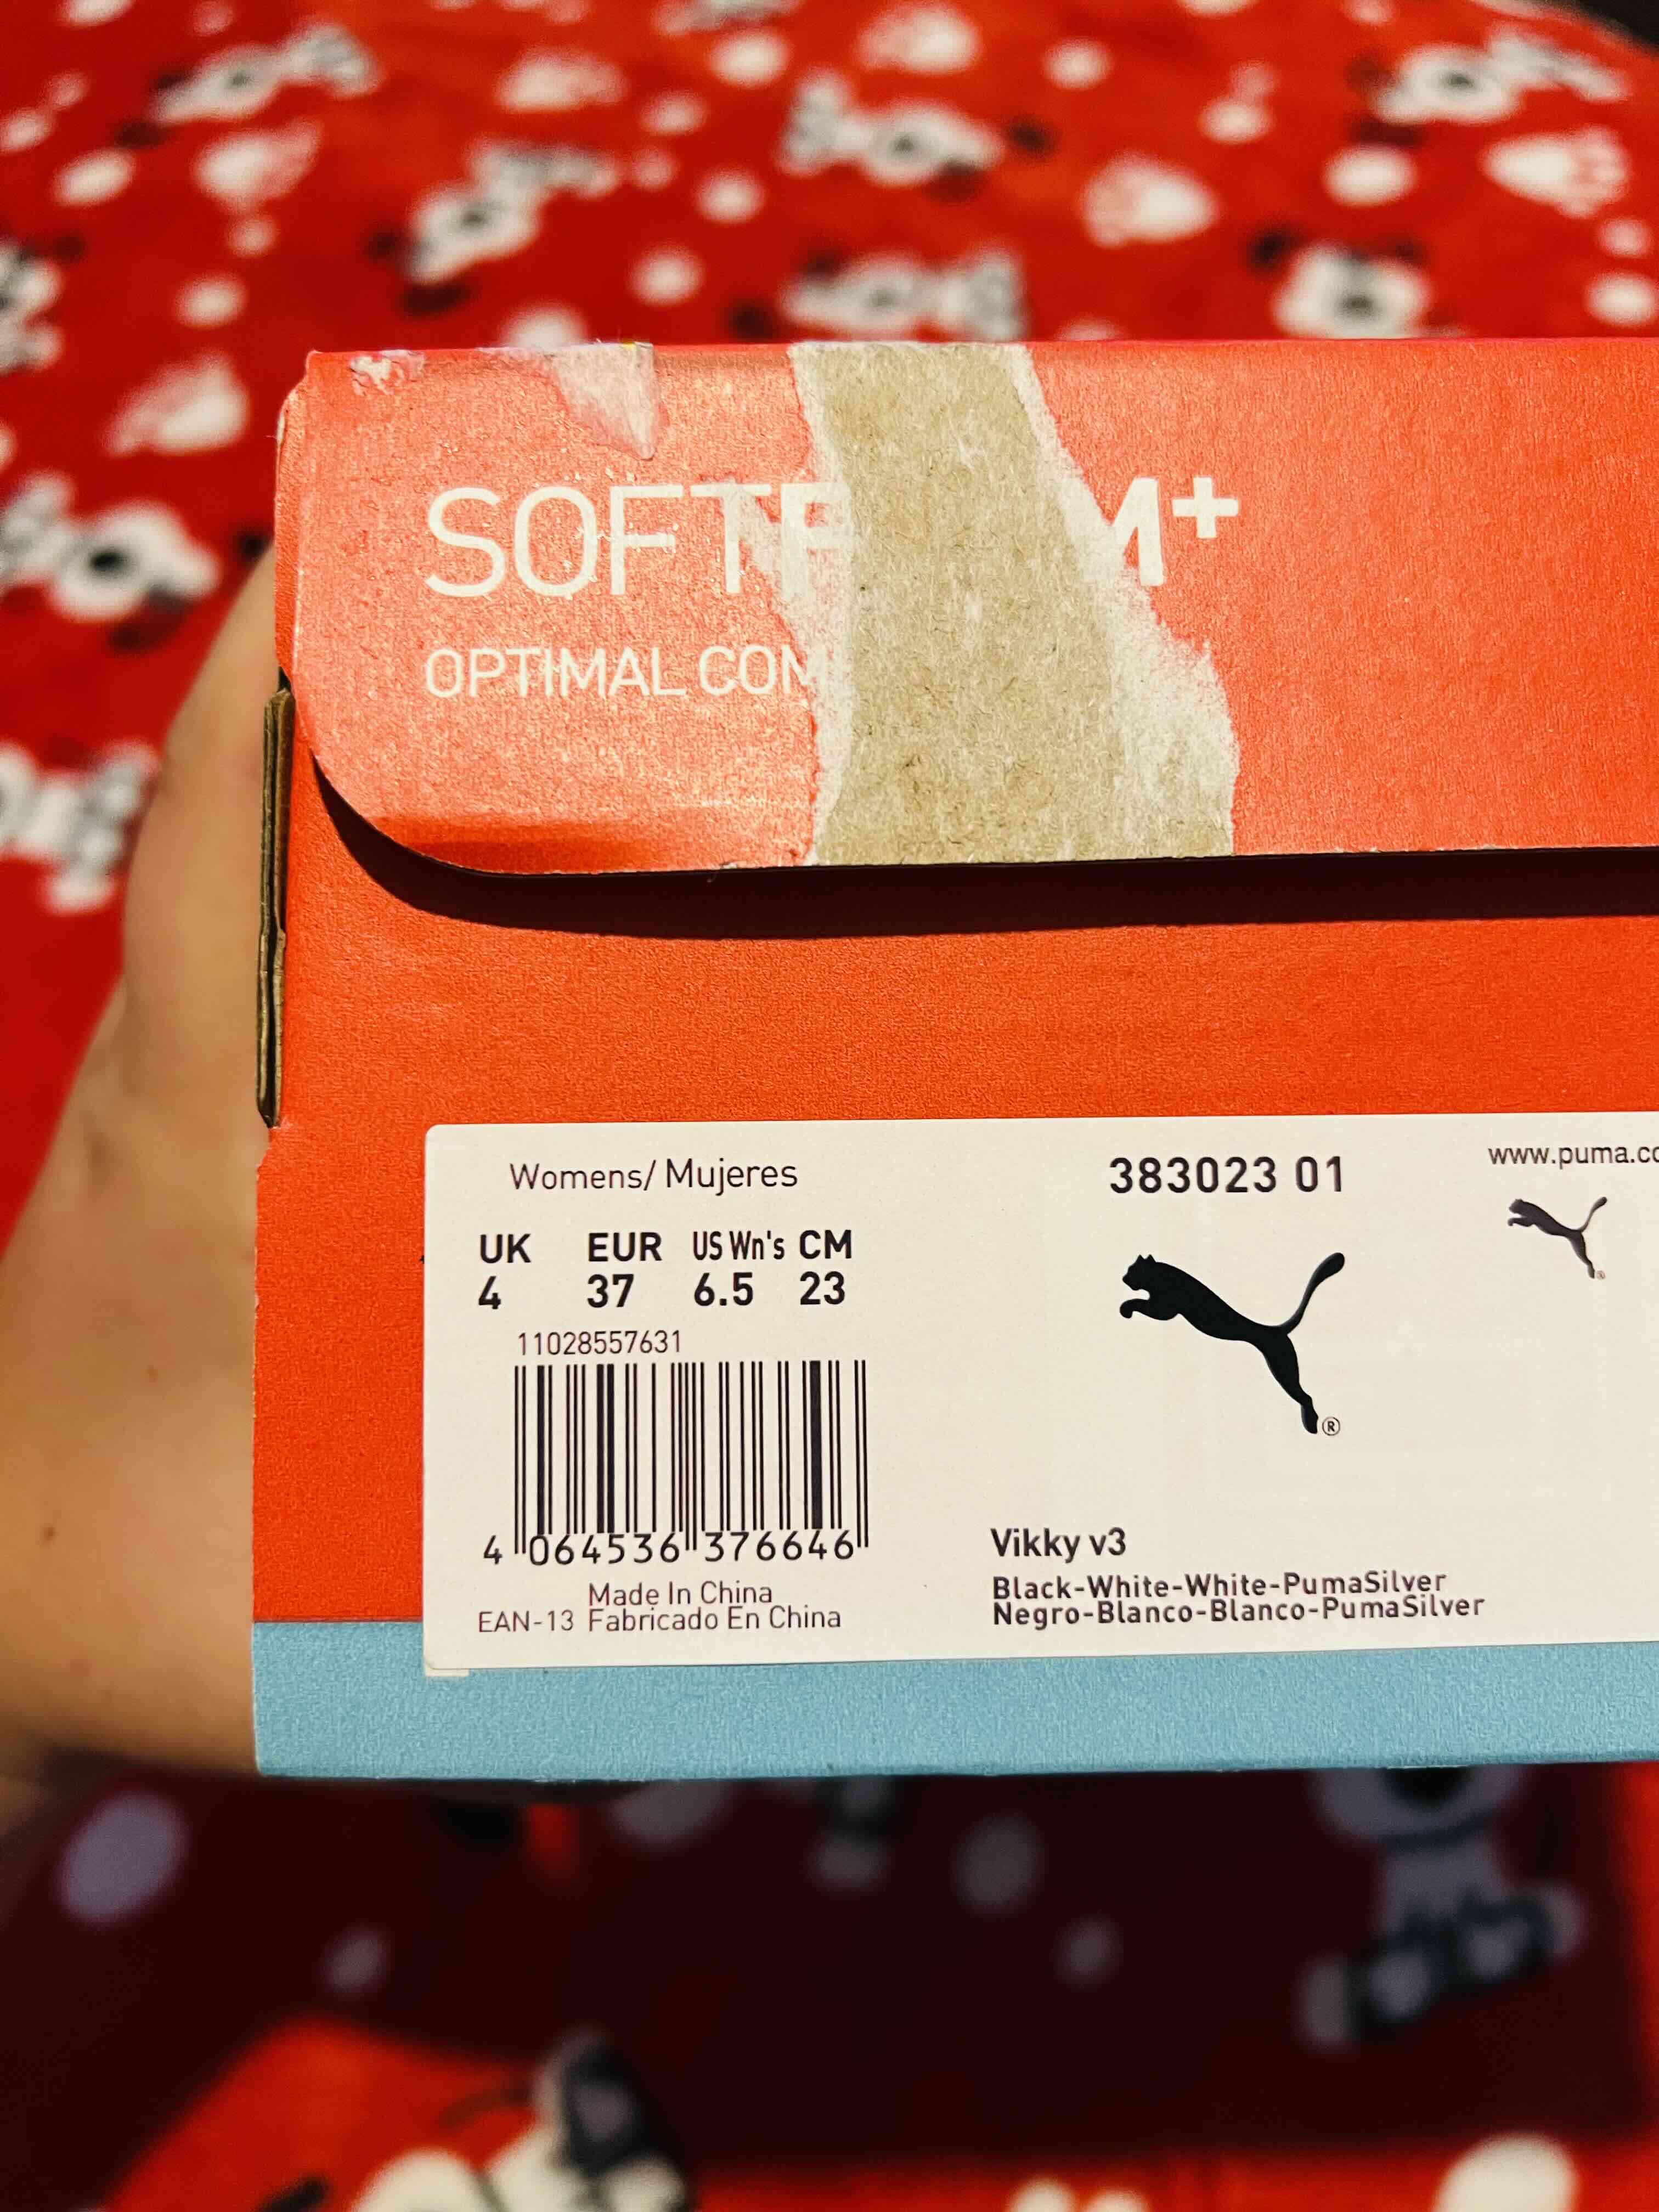 SOFTF M+
OPTIMAL
Womens/ Mujeres
383023 01
www.puma.co
UK EUR US Wn's CM
4 37 6.5 23
11028557631
®
®
4 064536 376646
Made In China
EAN-13 Fabricado En China
Vikky v3
Black-White-White-PumaSilver
Negro-Blanco-Blanco-PumaSilver